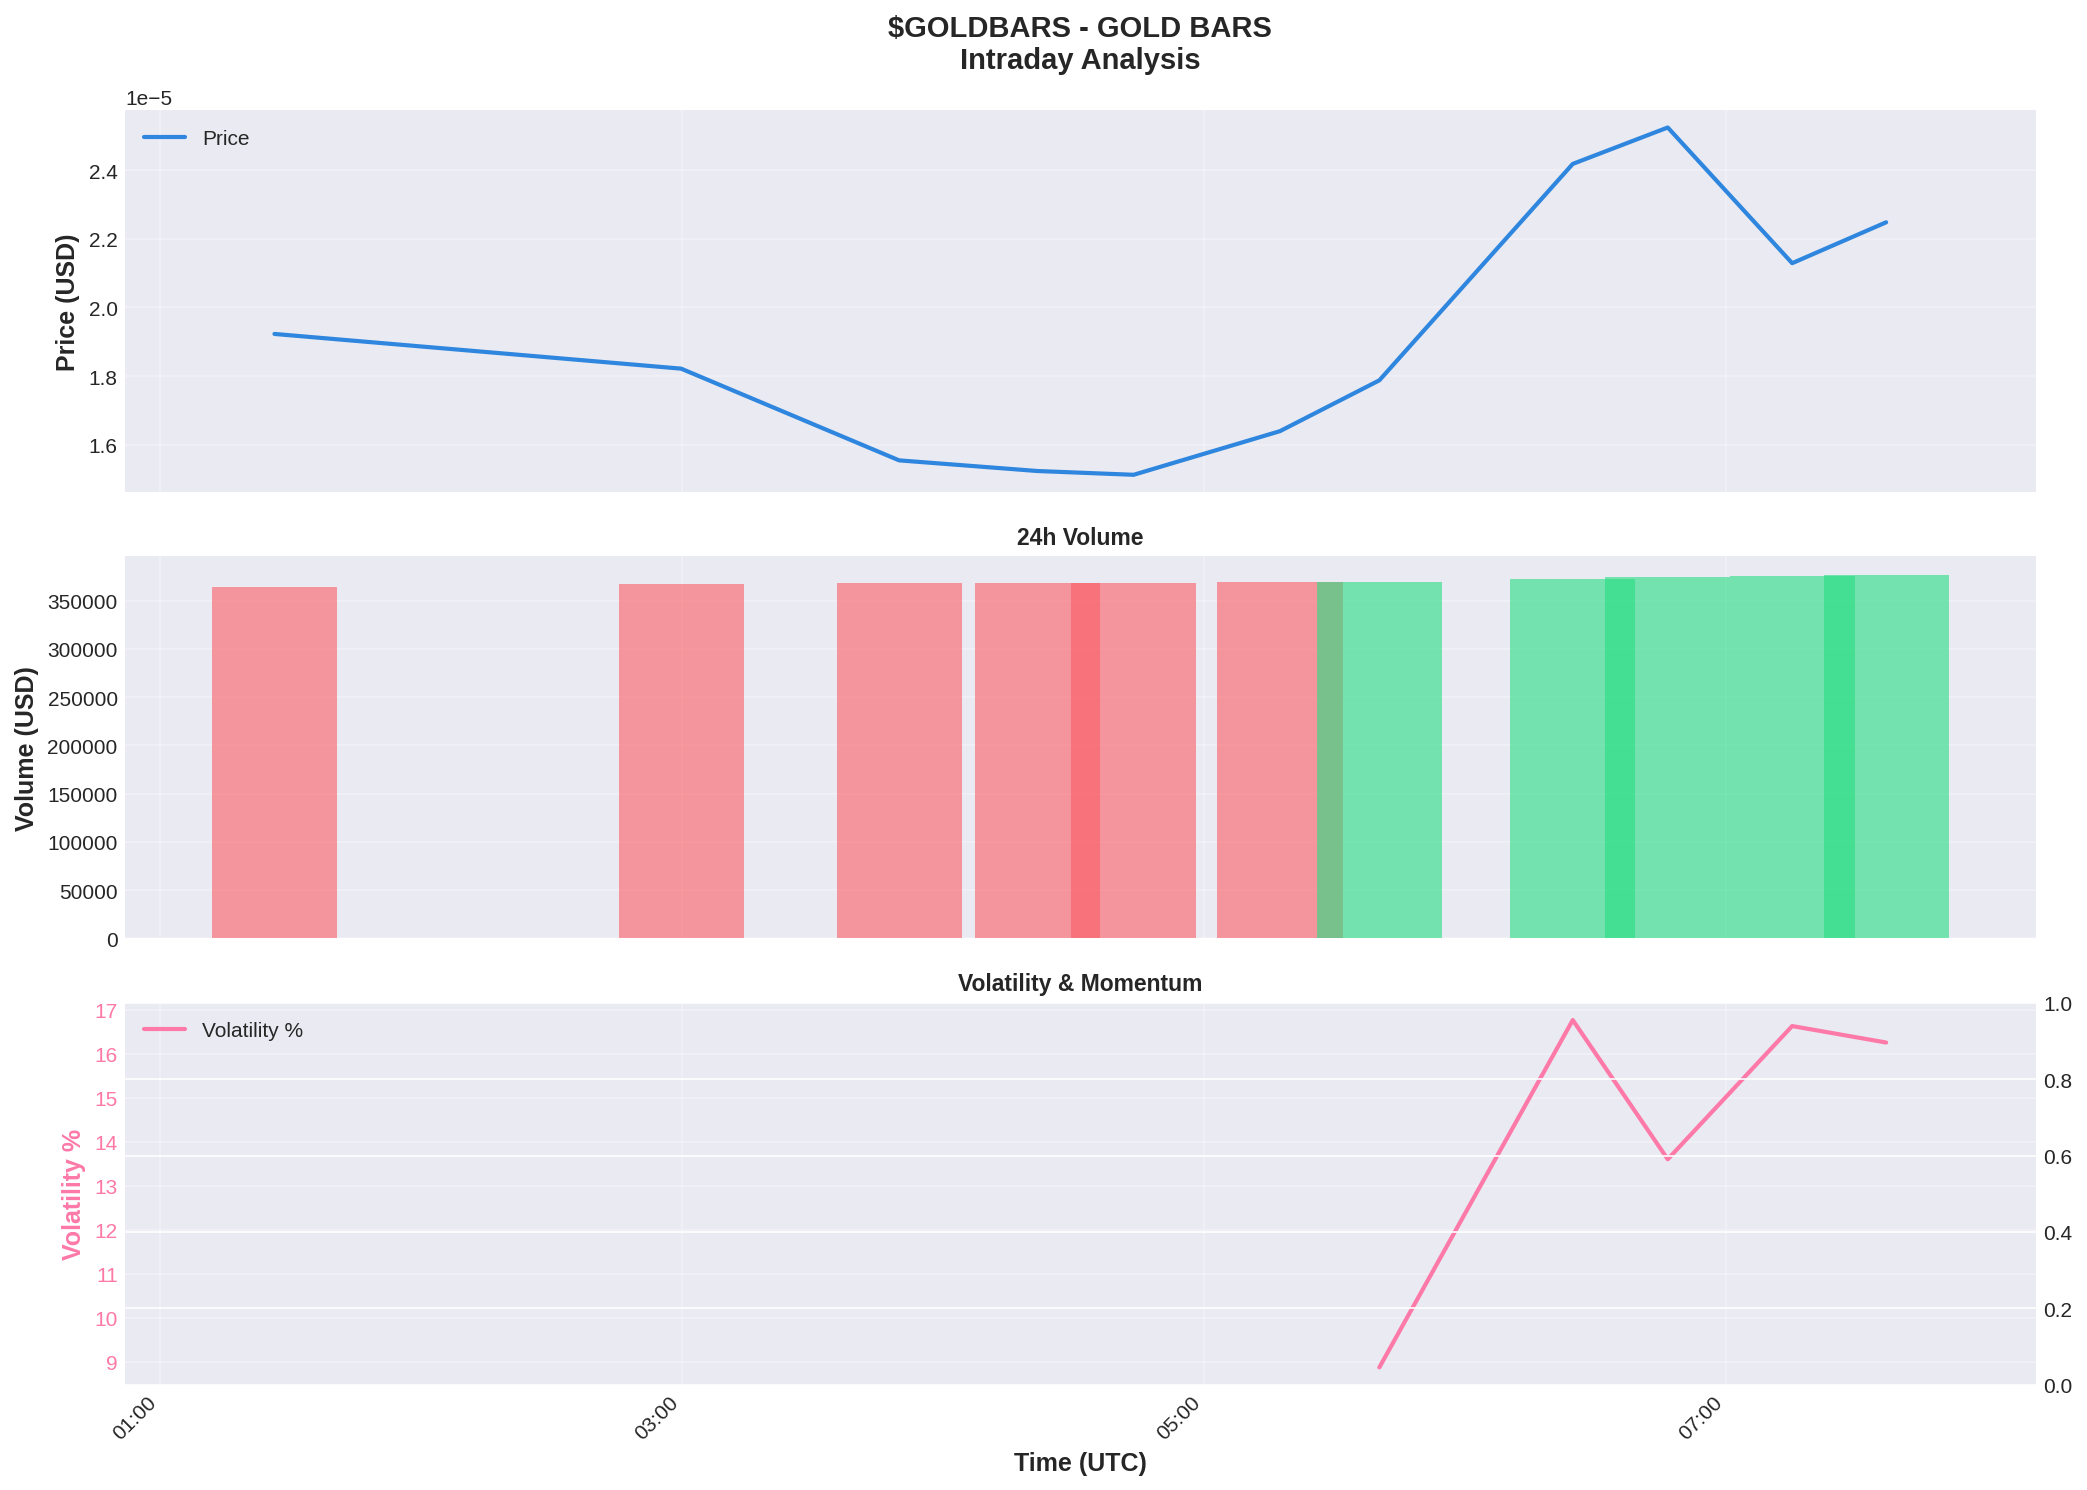 $GOLDBARS - GOLD BARS
Intraday Analysis
1e−5
Price
2.4
2.2
2.0
1.8
1.6
Price (USD)
24h Volume
350000
300000
250000
200000
150000
100000
50000
0
Volume (USD)
Volatility & Momentum
Volatility %
17
16
15
14
13
12
11
10
9
Volatility %
1.0
0.8
0.6
0.4
0.2
0.0
01:00
03:00
05:00
07:00
Time (UTC)